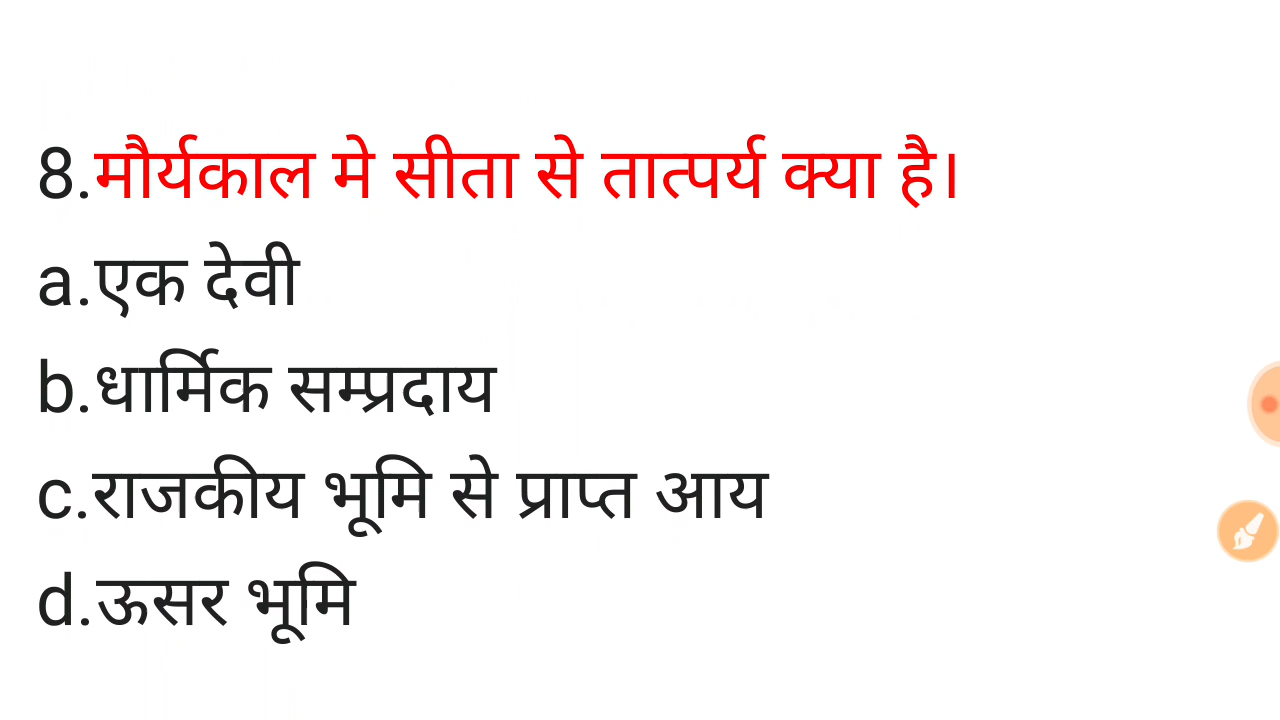 8.मौर्यकाल मे सीता से तात्पर्य क्या है।
a.एक देवी
b.धार्मिक सम्प्रदाय
c.राजकीय भूमि से प्राप्त आय
d.ऊसर भूमि